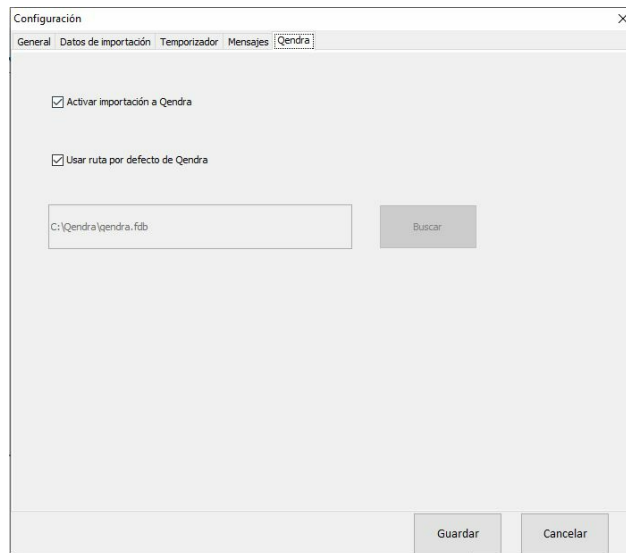 Configuración
General Datos de importación Temporizador Mensajes Qendra
Activar importación a Qendra
Usar ruta por defecto de Qendra
C:\Qendra\qendra.fdb Buscar
Guardar Cancelar